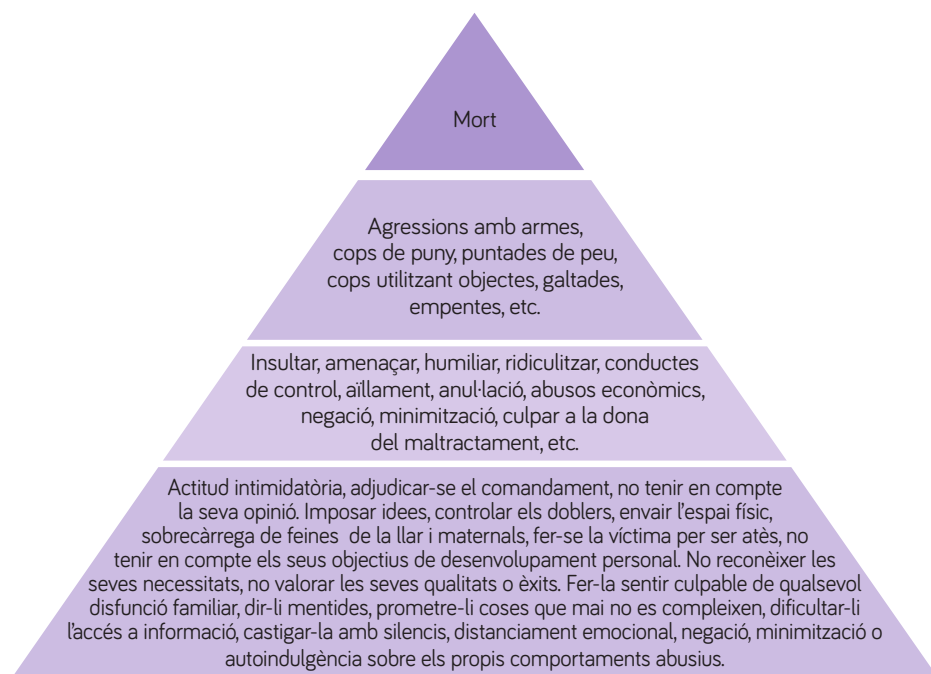 Mort
Agressions amb armes,
cops de puny, puntades de peu,
cops utilitzant objectes, galtades,
empentes, etc.
Insultar, amenaçar, humiliar, ridiculitzar, conductes
de control, aïllament, anul·lació, abusos econòmics,
negació, minimització, culpar a la dona
del maltractament, etc.
Actitud intimidatòria, adjudicar-se el comandament, no tenir en compte
la seva opinió. Imposar idees, controlar els doblers, envair l’espai físic,
sobrecàrrega de feines de la llar i maternals, fer-se la víctima per ser atès, no
tenir en compte els seus objectius de desenvolupament personal. No reconèixer les
seves necessitats, no valorar les seves qualitats o èxits. Fer-la sentir culpable de qualsevol
disfunció familiar, dir-li mentides, prometre-li coses que mai no es compleixen, dificultar-li
l’accés a informació, castigar-la amb silencis, distanciament emocional, negació, minimització o
autoindulgència sobre els propis comportaments abusius.